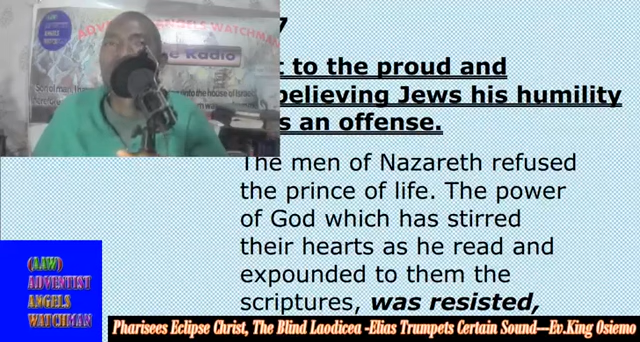 7
t to the proud and
believing Jews his humility
s an offense.
The men of Nazareth refused
the prince of life. The power
of God which has stirred
their hearts as he read and
expounded to them the
scriptures, was resisted,
ADVENTIST ANGELS WATCHMAN
Radio
(AAW)
ADVENTIST
ANGELS
WATCHMAN
Pharisees Eclipse Christ, The Blind Laodicea -Elias Trumpets Certain Sound---Ev.King Osiemo